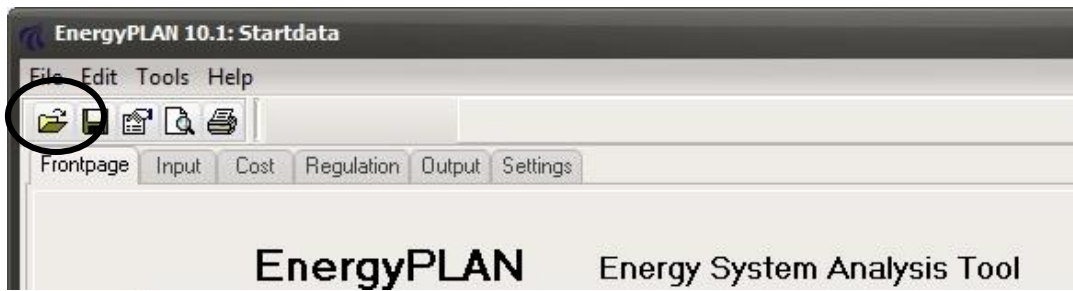 EnergyPLAN 10.1: Startdata
File Edit Tools Help
Frontpage Input Cost Regulation Output Settings
EnergyPLAN Energy System Analysis Tool